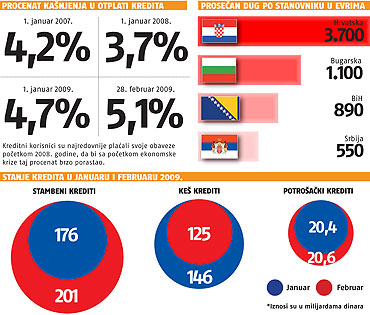 PROCENAT KAŠNJENJA U OTPLATI KREDITA
1. januar 2007.
4,2%
1. januar 2008.
3,7%
1. januar 2009.
4,7%
28. februar 2009.
5,1%
Kreditni korisnici su najredovnije plaćali svoje obaveze
početkom 2008. godine, da bi sa početkom ekonomske
krize taj procenat brzo porastao.
PROSEČAN DUG PO STANOVNIKU U EVRIMA
Hrvatska
3.700
Bugarska
1.100
BiH
890
Srbija
550
STANJE KREDITA U JANUARU I FEBRUARU 2009.
STAMBENI KREDITI
176
201
KEŠ KREDITI
125
146
POTROŠAČKI KREDITI
20,4
20,6
Januar
Februar
*Iznosi su u milijardama dinara